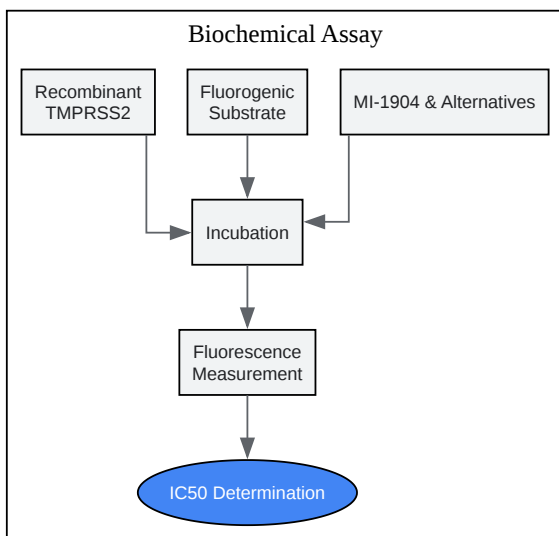 Biochemical Assay
Recombinant
TMPRSS2
Fluorogenic
Substrate
MI-1904 & Alternatives
Incubation
Fluorescence
Measurement
IC50 Determination